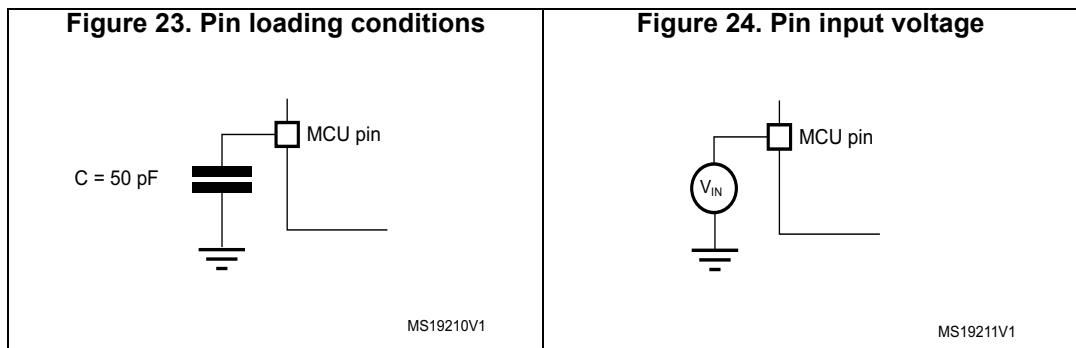 Figure 23. Pin loading conditions
MCU pin
C = 50 pF
MS19210V1
Figure 24. Pin input voltage
MCU pin
VIN
MS19211V1